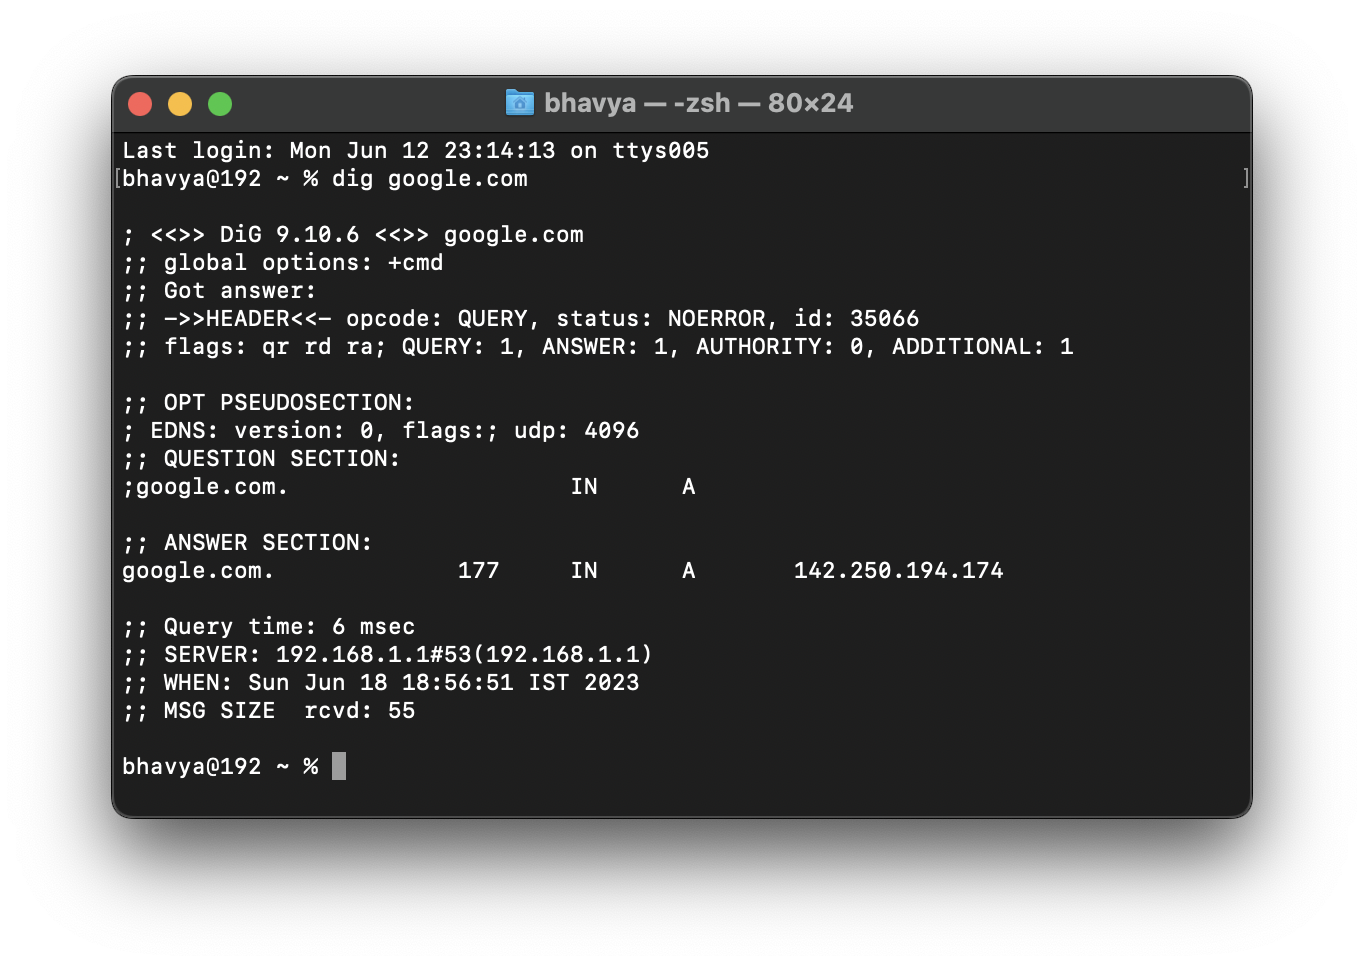 bhavya — -zsh — 80×24
Last login: Mon Jun 12 23:14:13 on ttys005
[bhavya@192 ~ % dig google.com ]
; <<>> DiG 9.10.6 <<>> google.com
;; global options: +cmd
;; Got answer:
;; ->>HEADER<<- opcode: QUERY, status: NOERROR, id: 35066
;; flags: qr rd ra; QUERY: 1, ANSWER: 1, AUTHORITY: 0, ADDITIONAL: 1
;; OPT PSEUDOSECTION:
; EDNS: version: 0, flags:; udp: 4096
;; QUESTION SECTION:
;google.com. IN A
;; ANSWER SECTION:
google.com. 177 IN A 142.250.194.174
;; Query time: 6 msec
;; SERVER: 192.168.1.1#53(192.168.1.1)
;; WHEN: Sun Jun 18 18:56:51 IST 2023
;; MSG SIZE  rcvd: 55
bhavya@192 ~ %